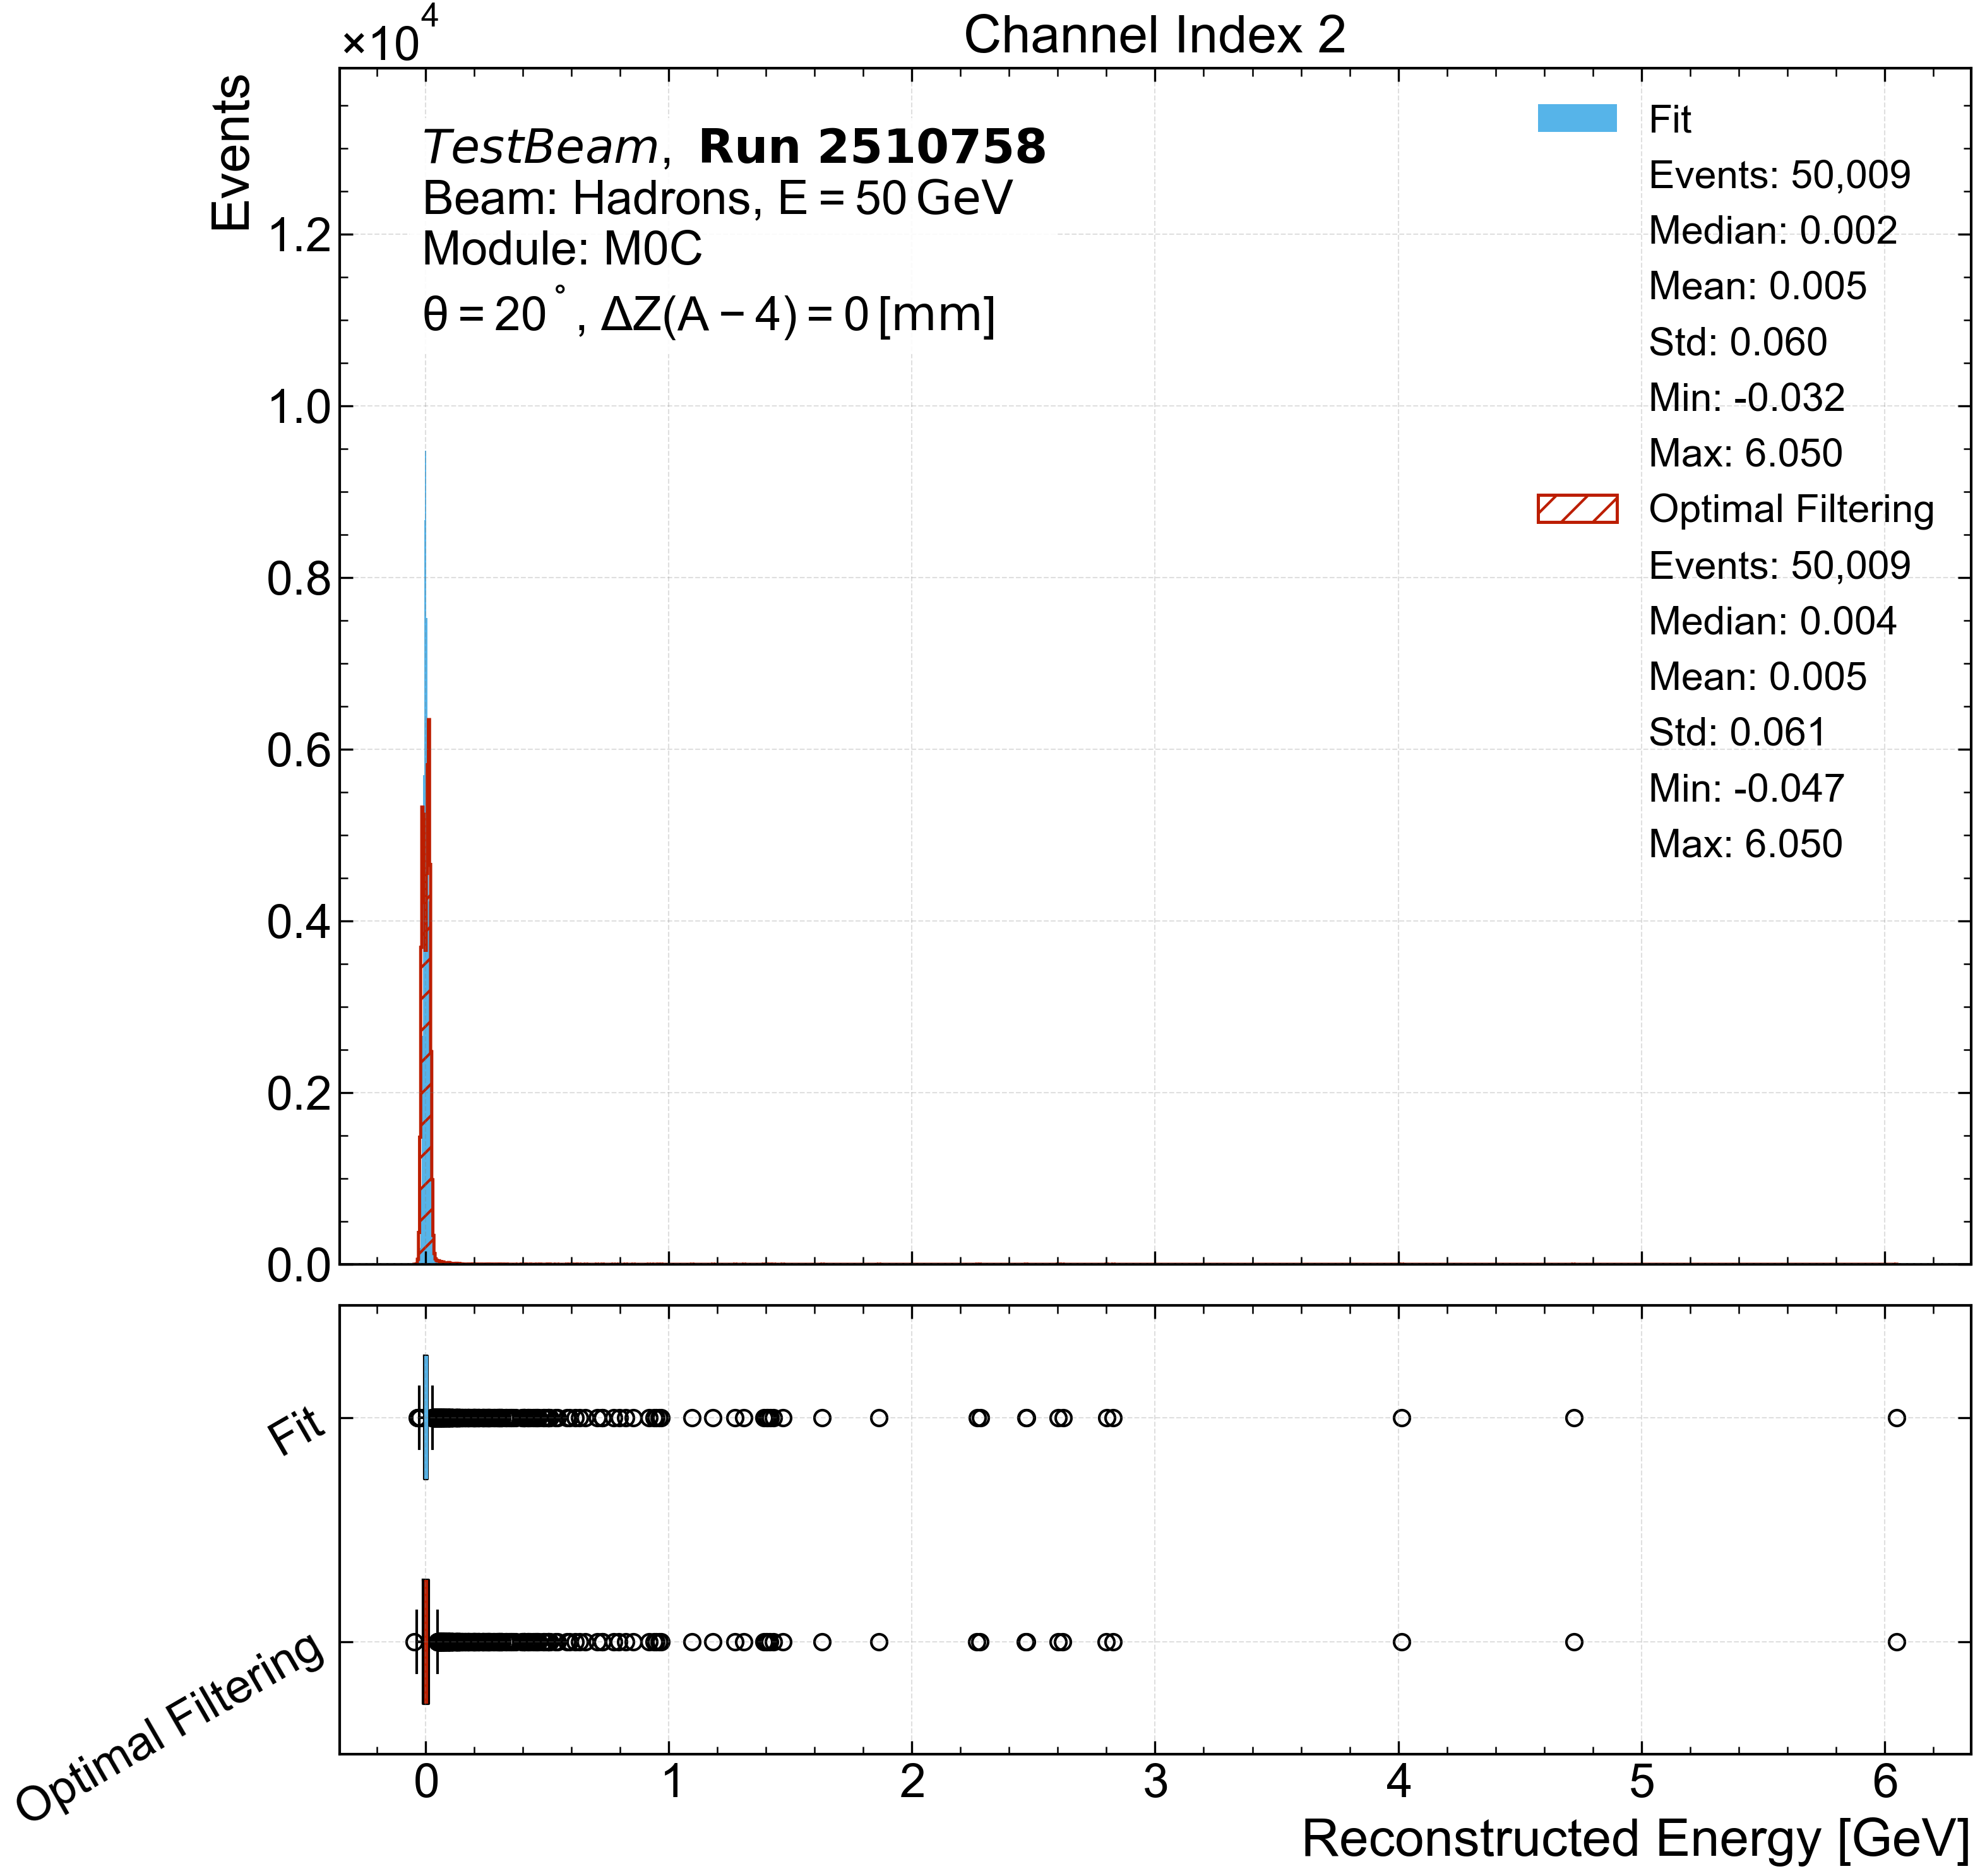 Channel Index 2
×10⁴
Events
TestBeam, Run 2510758
Beam: Hadrons, E = 50 GeV
Module: M0C
θ = 20°, ΔZ(A − 4) = 0 [mm]
Fit
Events: 50,009
Median: 0.002
Mean: 0.005
Std: 0.060
Min: -0.032
Max: 6.050
Optimal Filtering
Events: 50,009
Median: 0.004
Mean: 0.005
Std: 0.061
Min: -0.047
Max: 6.050
1.2
1.0
0.8
0.6
0.4
0.2
0.0
Fit
Optimal Filtering
0 1 2 3 4 5 6
Reconstructed Energy [GeV]